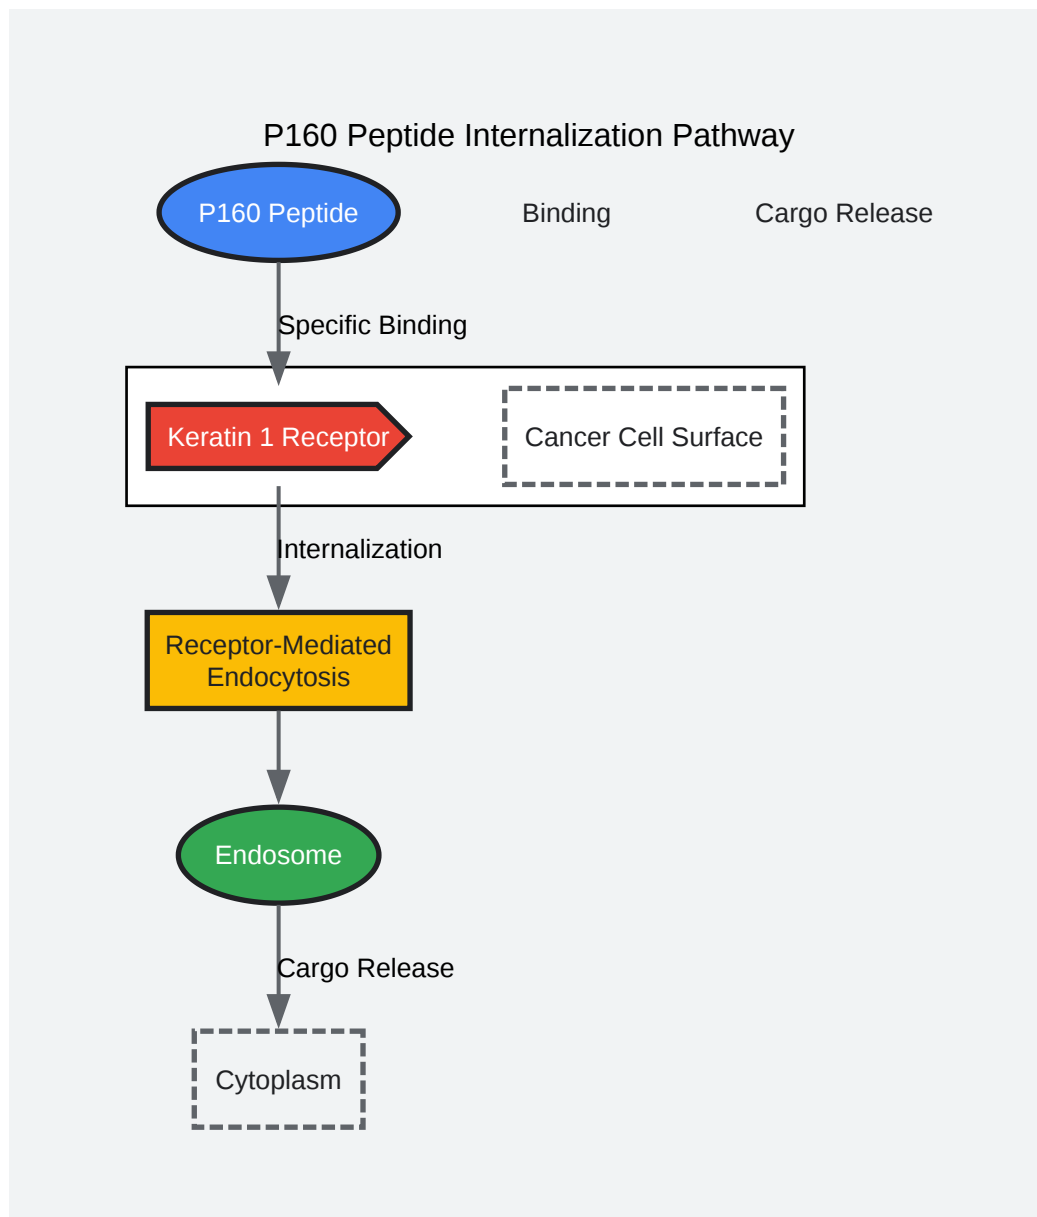 P160 Peptide Internalization Pathway
P160 Peptide
Binding
Cargo Release
Specific Binding
Keratin 1 Receptor
Cancer Cell Surface
Internalization
Receptor-Mediated
Endocytosis
Endosome
Cargo Release
Cytoplasm